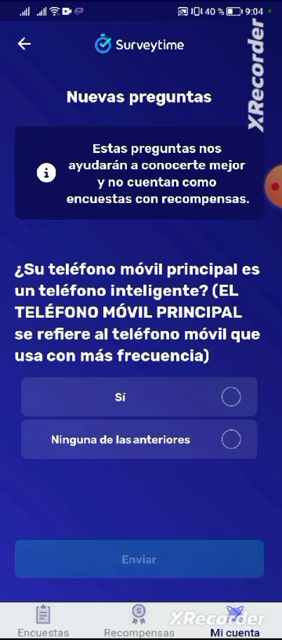 40 % 9:04
XRecorder
Surveytime
Nuevas preguntas
Estas preguntas nos
ayudarán a conocerte mejor
y no cuentan como
encuestas con recompensas.
¿Su teléfono móvil principal es
un teléfono inteligente? (EL
TELÉFONO MÓVIL PRINCIPAL
se refiere al teléfono móvil que
usa con más frecuencia)
Sí
Ninguna de las anteriores
Enviar
Encuestas
Recompensas
Mi cuenta
XRecorder